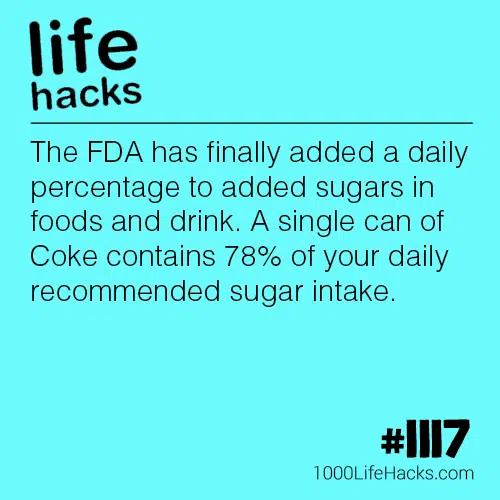 life
hacks
The FDA has finally added a daily
percentage to added sugars in
foods and drink. A single can of
Coke contains 78% of your daily
recommended sugar intake.
#1117
1000LifeHacks.com